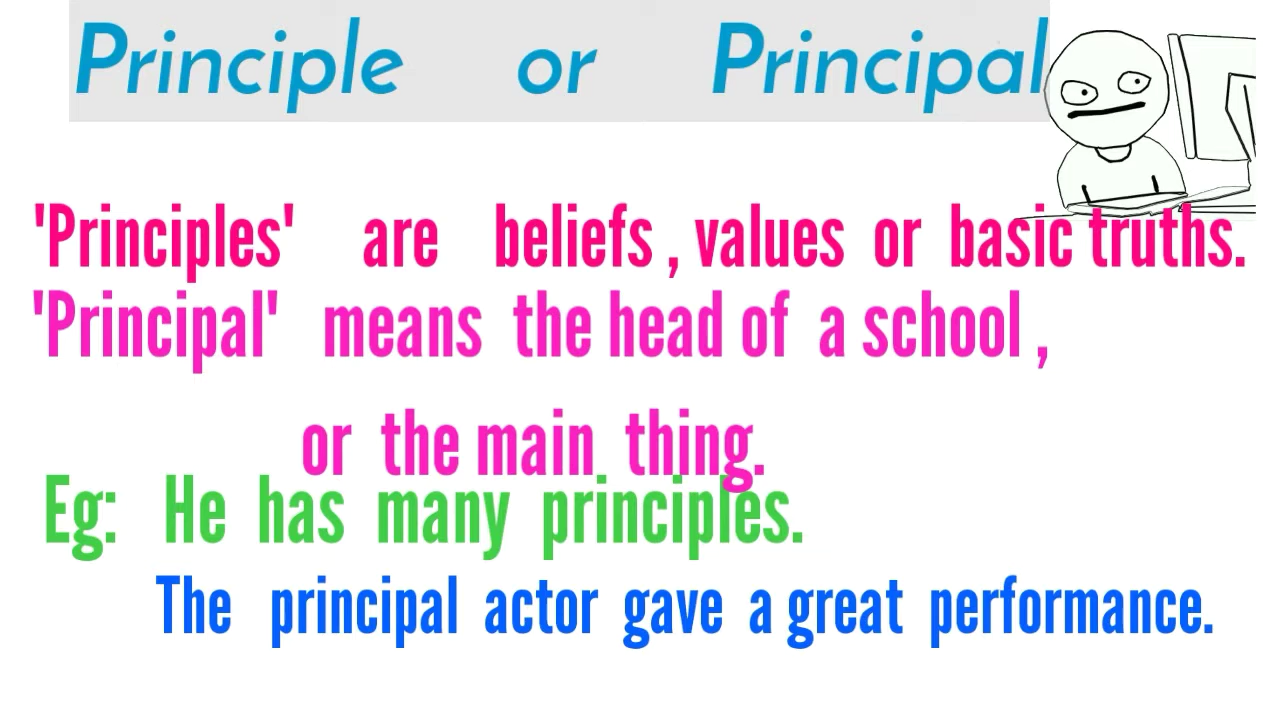 Principle or Principal
'Principles' are beliefs , values or basic truths.
'Principal' means the head of a school ,
or the main thing.
Eg: He has many principles.
The principal actor gave a great performance.